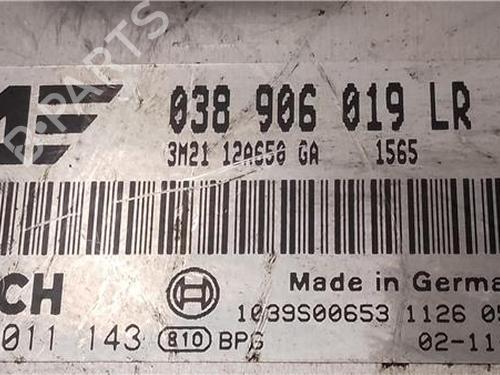 038 906 019 LR
3M21 12A650 GA 1565
CH Made in Germa
1039S00653 1126 05
011 143 810 BPG 02-11
B-PARTS